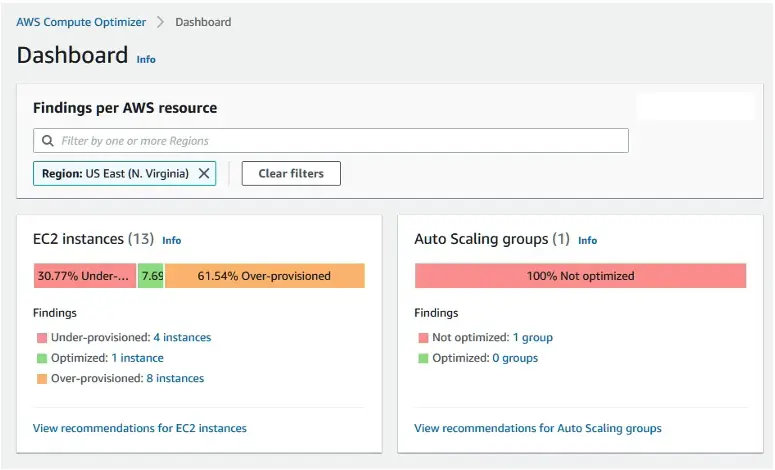 AWS Compute Optimizer > Dashboard
Dashboard Info
Findings per AWS resource
Filter by one or more Regions
Region: US East (N. Virginia) X
Clear filters
EC2 instances (13) Info
30.77% Under-... 7.69 61.54% Over-provisioned
Findings
Under-provisioned: 4 instances
Optimized: 1 instance
Over-provisioned: 8 instances
View recommendations for EC2 instances
Auto Scaling groups (1) Info
100% Not optimized
Findings
Not optimized: 1 group
Optimized: 0 groups
View recommendations for Auto Scaling groups